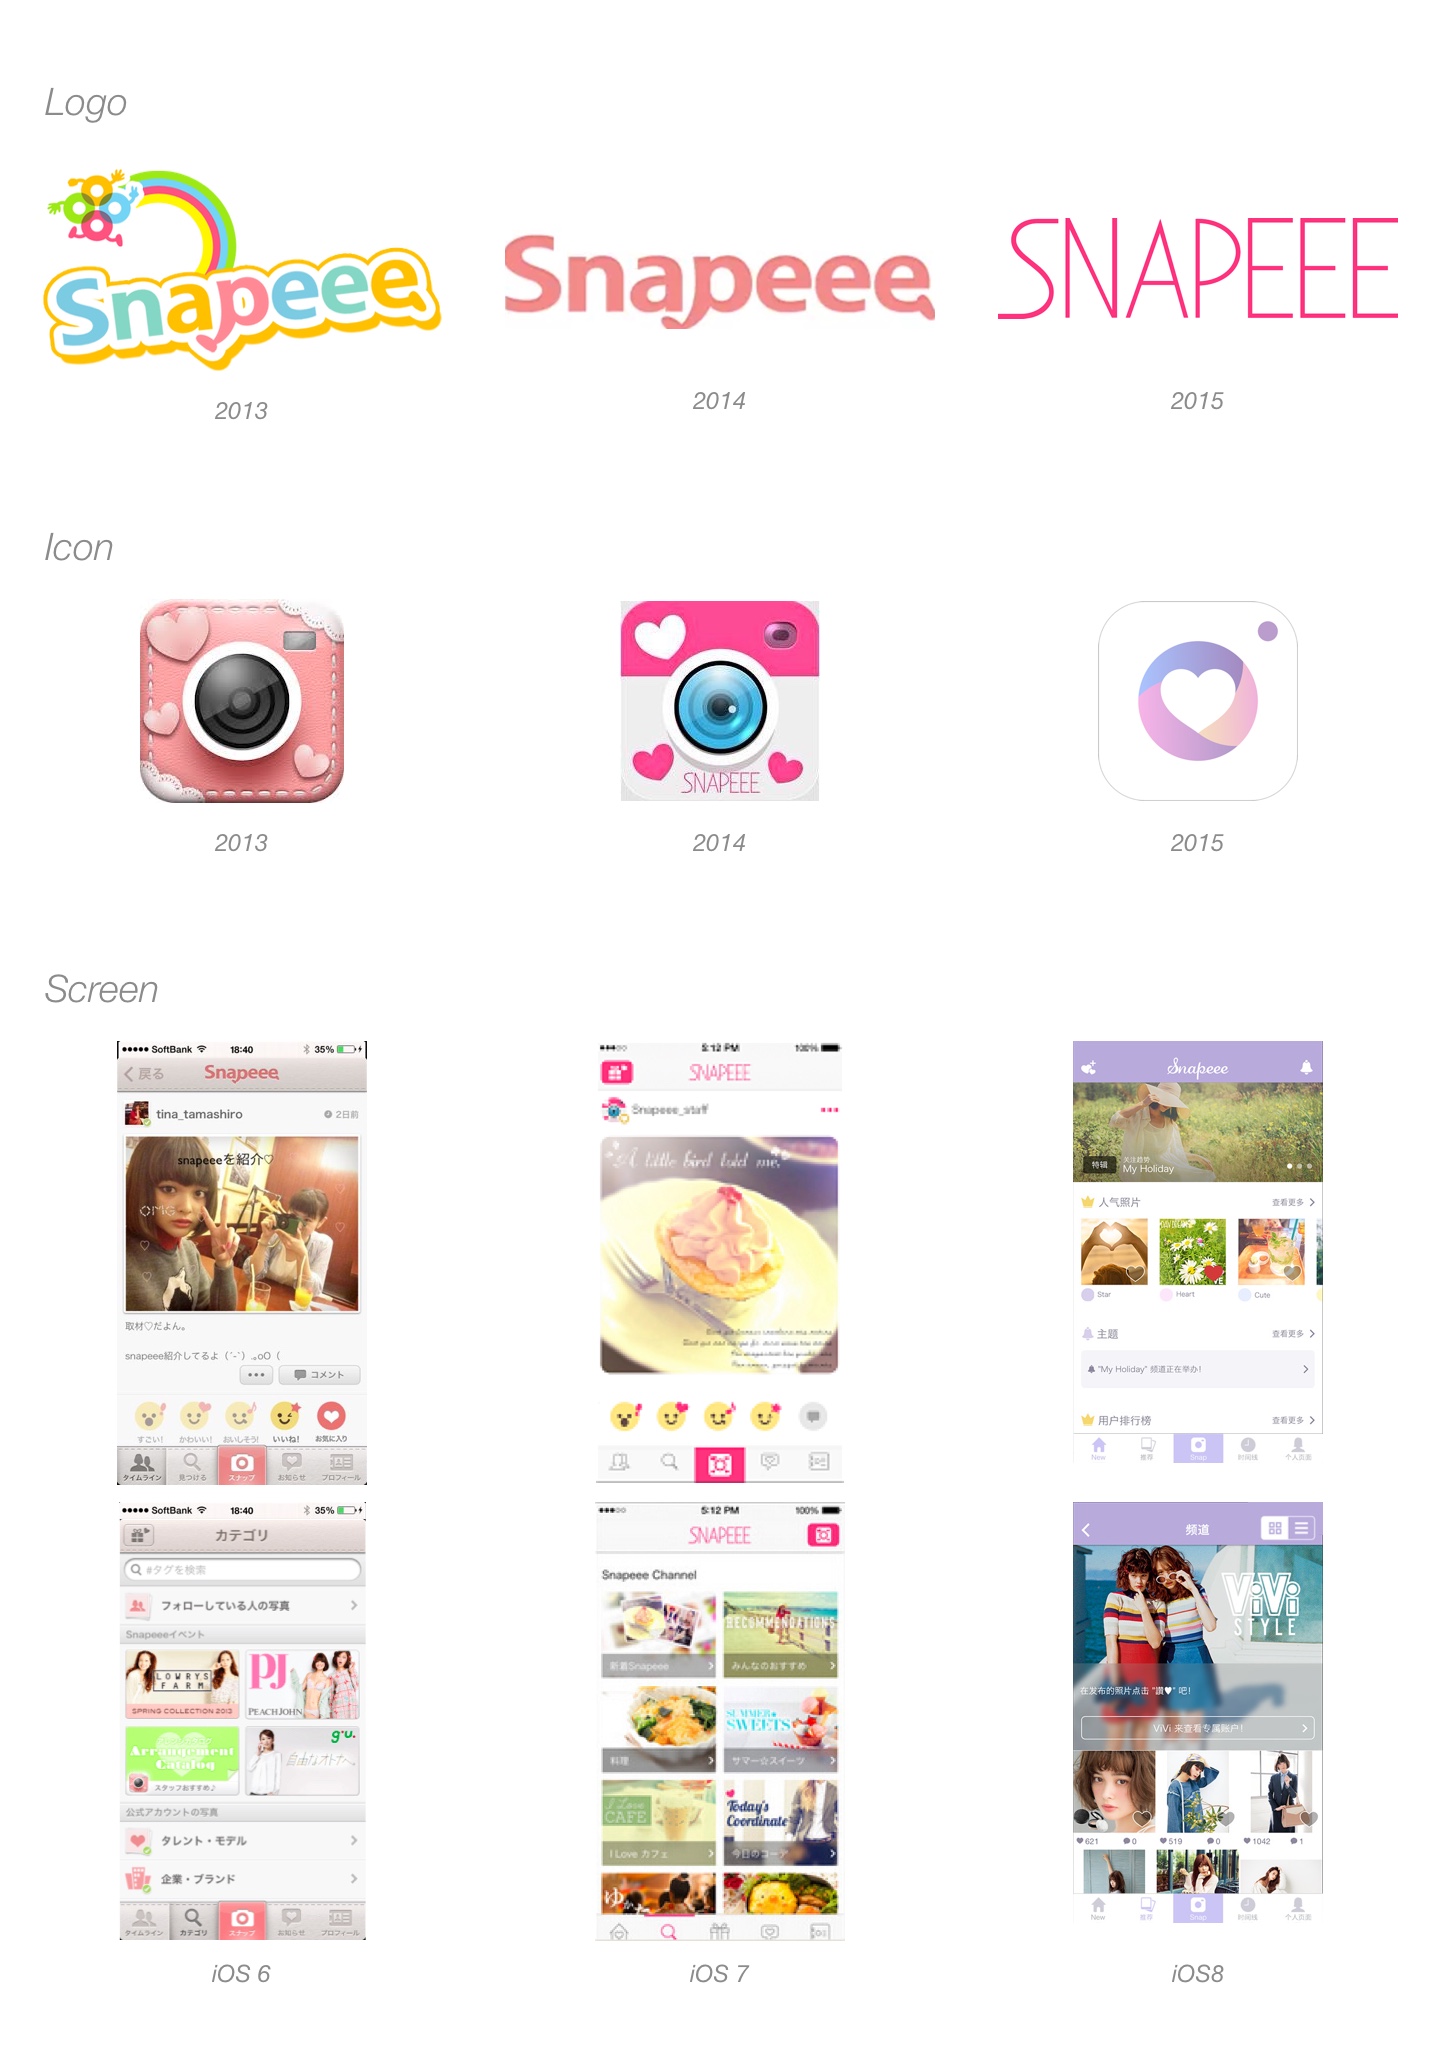 Logo
Snapeee
Snapeee
SNAPEEE
2013
2014
2015
Icon
SNAPEEE
2013
2014
2015
Screen
SoftBank 18:40 35%
戻る Snapeee
tina_tamashiro 2日前
snapeeeを紹介♡
OMG
取材♡だよん。
snapeee紹介してるよ（´-`）.｡oO（
••• コメント
すごい! かわいい! おいしそう! いいね! お気に入り
タイムライン 見つける スナップ お知らせ プロフィール
5:12 PM 100%
SNAPEEE
Snapeee_staff
A little bird told me.
Snapeee
特辑
关注趋势
My Holiday
人气照片 查看更多
Star Heart Cute
主题 查看更多
"My Holiday" 频道正在举办!
用户排行榜 查看更多
New 推荐 Snap 时间线 个人页面
SoftBank 18:40 35%
カテゴリ
#タグを検索
フォローしている人の写真
Snapeeeイベント
LOWRYS
FARM
SPRING COLLECTION 2013
PJ
PEACH JOHN
Arrangement
Catalog
スタッフおすすめ♪
g.u.
自由なオトナへ
公式アカウントの写真
タレント・モデル
企業・ブランド
タイムライン カテゴリ スナップ お知らせ プロフィール
5:12 PM 100%
SNAPEEE
Snapeee Channel
新着Snapeee
RECOMMENDATIONS
みんなのおすすめ
料理
SUMMER
SWEETS
サマー☆スイーツ
I Love
CAFE
I Love カフェ
Today's
Coordinate
今日のコーデ
频道
ViVi
STYLE
在发布的照片点击 "讃♥" 吧!
ViVi 来查看专属账户!
621 0 519 0 1042 1
New 推荐 Snap 时间线 个人页面
iOS 6
iOS 7
iOS8